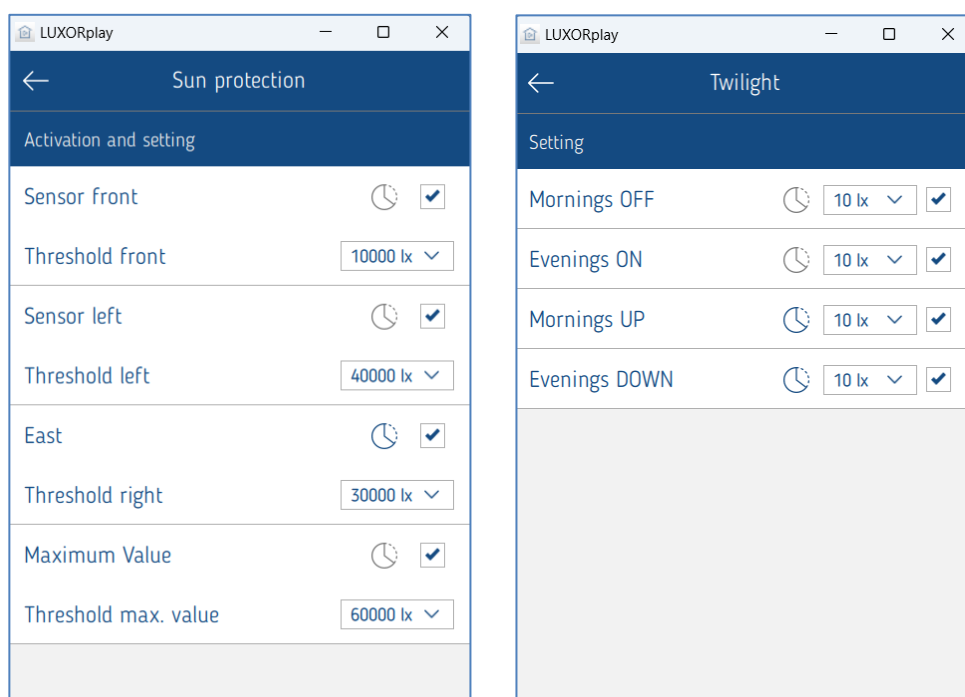 LUXORplay
Sun protection
Activation and setting
Sensor front
Threshold front 10000 lx
Sensor left
Threshold left 40000 lx
East
Threshold right 30000 lx
Maximum Value
Threshold max. value 60000 lx
LUXORplay
Twilight
Setting
Mornings OFF 10 lx
Evenings ON 10 lx
Mornings UP 10 lx
Evenings DOWN 10 lx